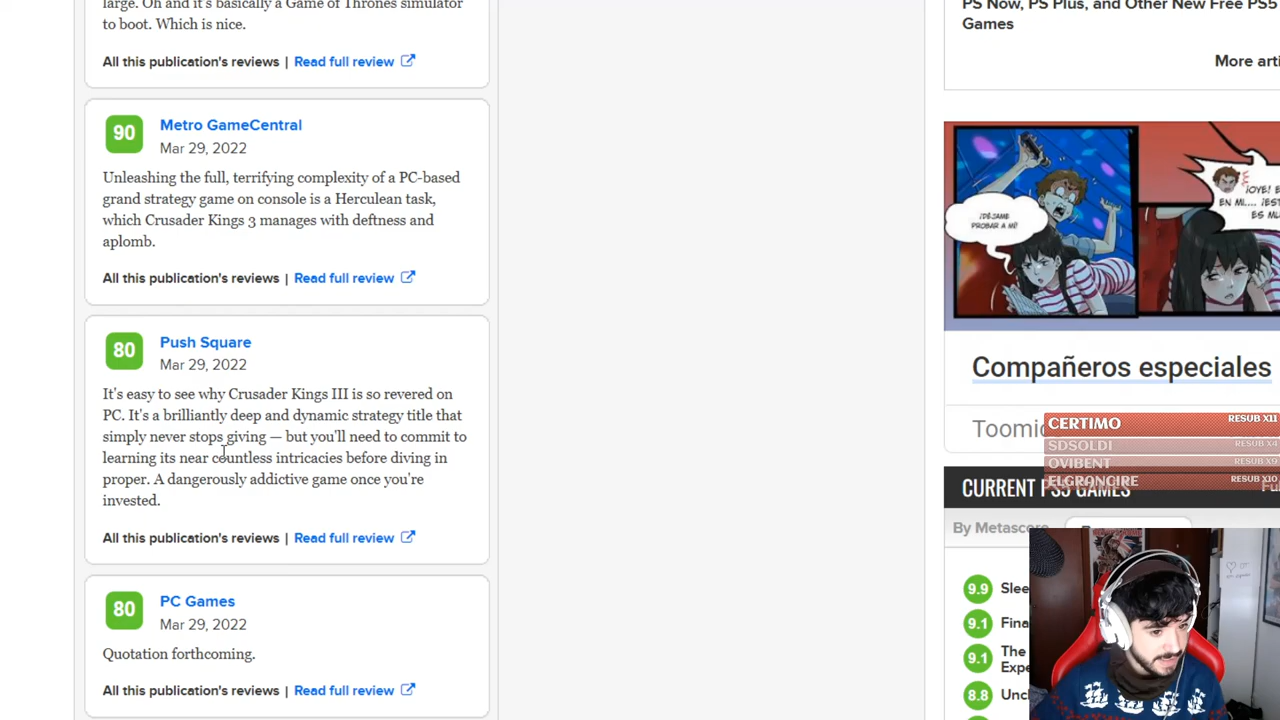 large. Oh and it's basically a Game of Thrones simulator
to boot. Which is nice.
All this publication's reviews | Read full review
90
Metro GameCentral
Mar 29, 2022
Unleashing the full, terrifying complexity of a PC-based
grand strategy game on console is a Herculean task,
which Crusader Kings 3 manages with deftness and
aplomb.
All this publication's reviews | Read full review
80
Push Square
Mar 29, 2022
It's easy to see why Crusader Kings III is so revered on
PC. It's a brilliantly deep and dynamic strategy title that
simply never stops giving — but you'll need to commit to
learning its near countless intricacies before diving in
proper. A dangerously addictive game once you're
invested.
All this publication's reviews | Read full review
80
PC Games
Mar 29, 2022
Quotation forthcoming.
All this publication's reviews | Read full review
PS Now, PS Plus, and Other New Free PS5
Games
More arti
¡DÉJAME
PROBAR A MÍ!
¡OYE! E
EN MI.... ¡EST
ES MI
Compañeros especiales
Toomic
CERTIMO RESUB X11
SDSOLDI RESUB X4
OVIBENT RESUB X9
ELGRANCIRE RESUB X10
CURRENT PS5 GAMES
By Metascore
9.9 Slee
9.1 Fina
9.1 The
Expe
8.8 Unc